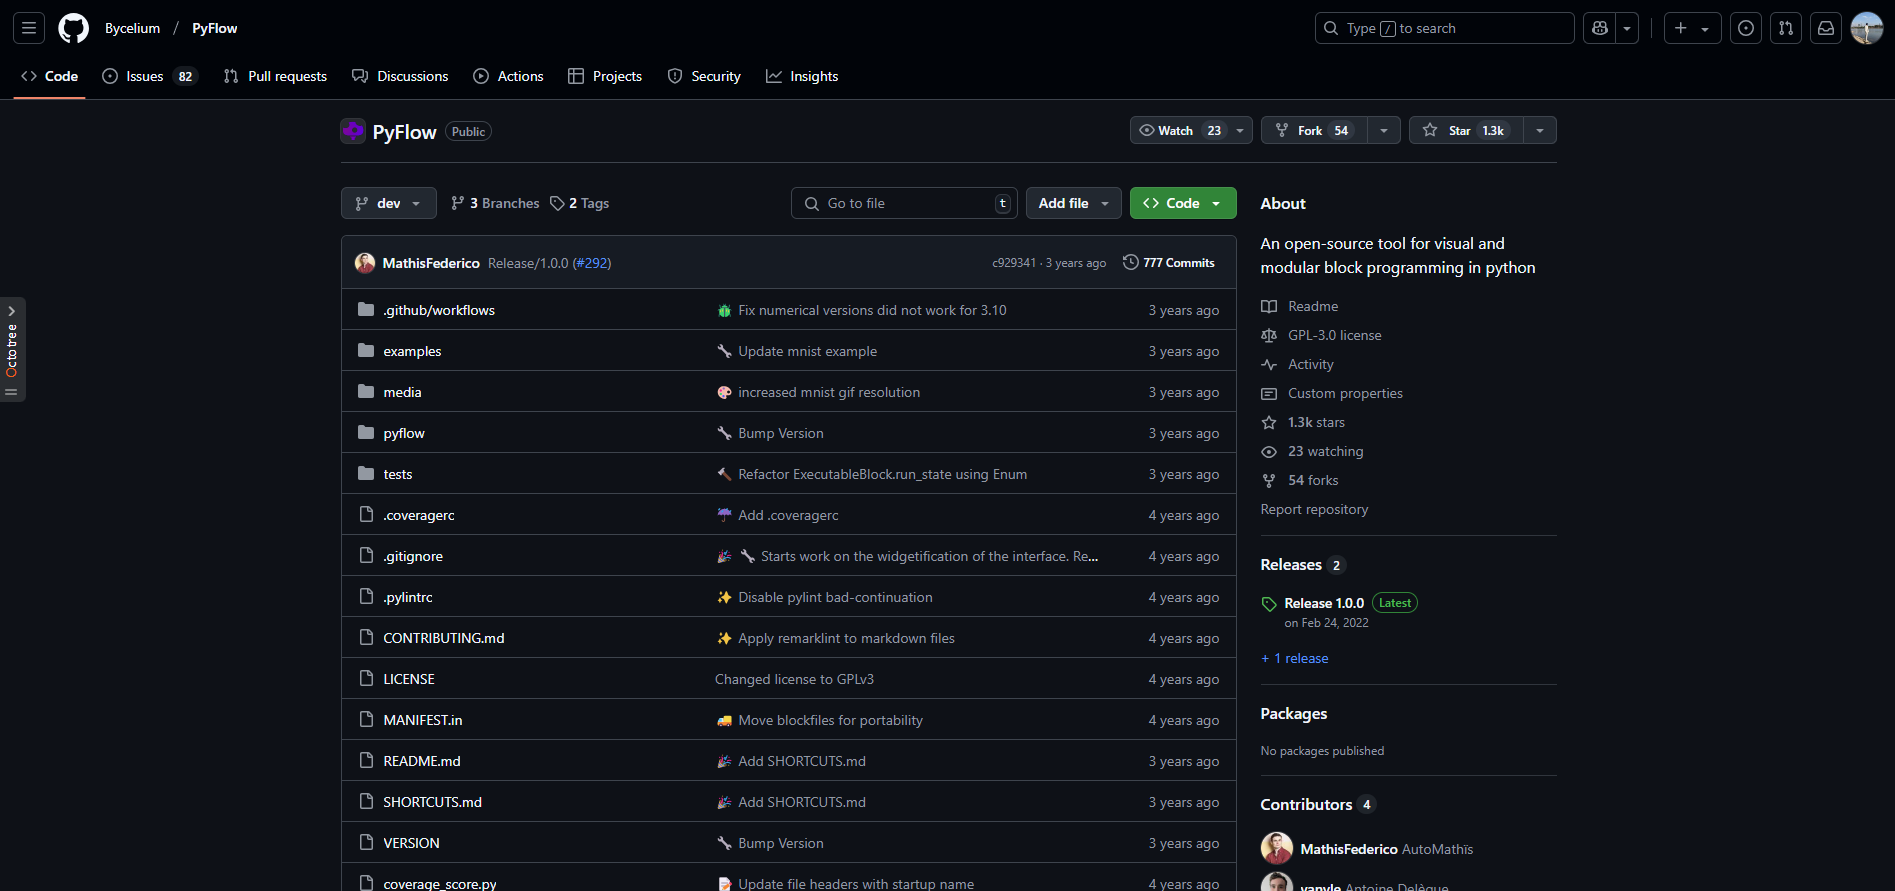 Bycelium / PyFlow
Type / to search
Code
Issues 82
Pull requests
Discussions
Actions
Projects
Security
Insights
PyFlow Public
Watch 23
Fork 54
Star 1.3k
dev
3 Branches
2 Tags
Go to file t
Add file
Code
MathisFederico Release/1.0.0 (#292)
c929341 · 3 years ago
777 Commits
.github/workflows
Fix numerical versions did not work for 3.10
3 years ago
examples
Update mnist example
3 years ago
media
increased mnist gif resolution
3 years ago
pyflow
Bump Version
3 years ago
tests
Refactor ExecutableBlock.run_state using Enum
3 years ago
.coveragerc
Add .coveragerc
4 years ago
.gitignore
Starts work on the widgetification of the interface. Re...
4 years ago
.pylintrc
Disable pylint bad-continuation
4 years ago
CONTRIBUTING.md
Apply remarklint to markdown files
4 years ago
LICENSE
Changed license to GPLv3
4 years ago
MANIFEST.in
Move blockfiles for portability
4 years ago
README.md
Add SHORTCUTS.md
3 years ago
SHORTCUTS.md
Add SHORTCUTS.md
3 years ago
VERSION
Bump Version
3 years ago
coverage_score.py
Update file headers with startup name
4 years ago
About
An open-source tool for visual and
modular block programming in python
Readme
GPL-3.0 license
Activity
Custom properties
1.3k stars
23 watching
54 forks
Report repository
Releases 2
Release 1.0.0 Latest
on Feb 24, 2022
+ 1 release
Packages
No packages published
Contributors 4
MathisFederico AutoMathïs
vanyle Antoine Delègue
Octotree